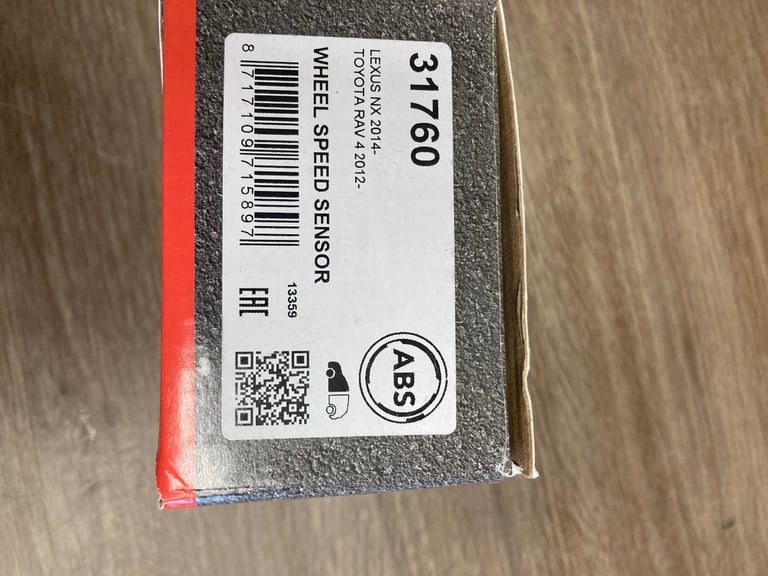 31760
LEXUS NX 2014-
TOYOTA RAV 4 2012-
WHEEL SPEED SENSOR
8 717109 715897
13359
EAC
ABS